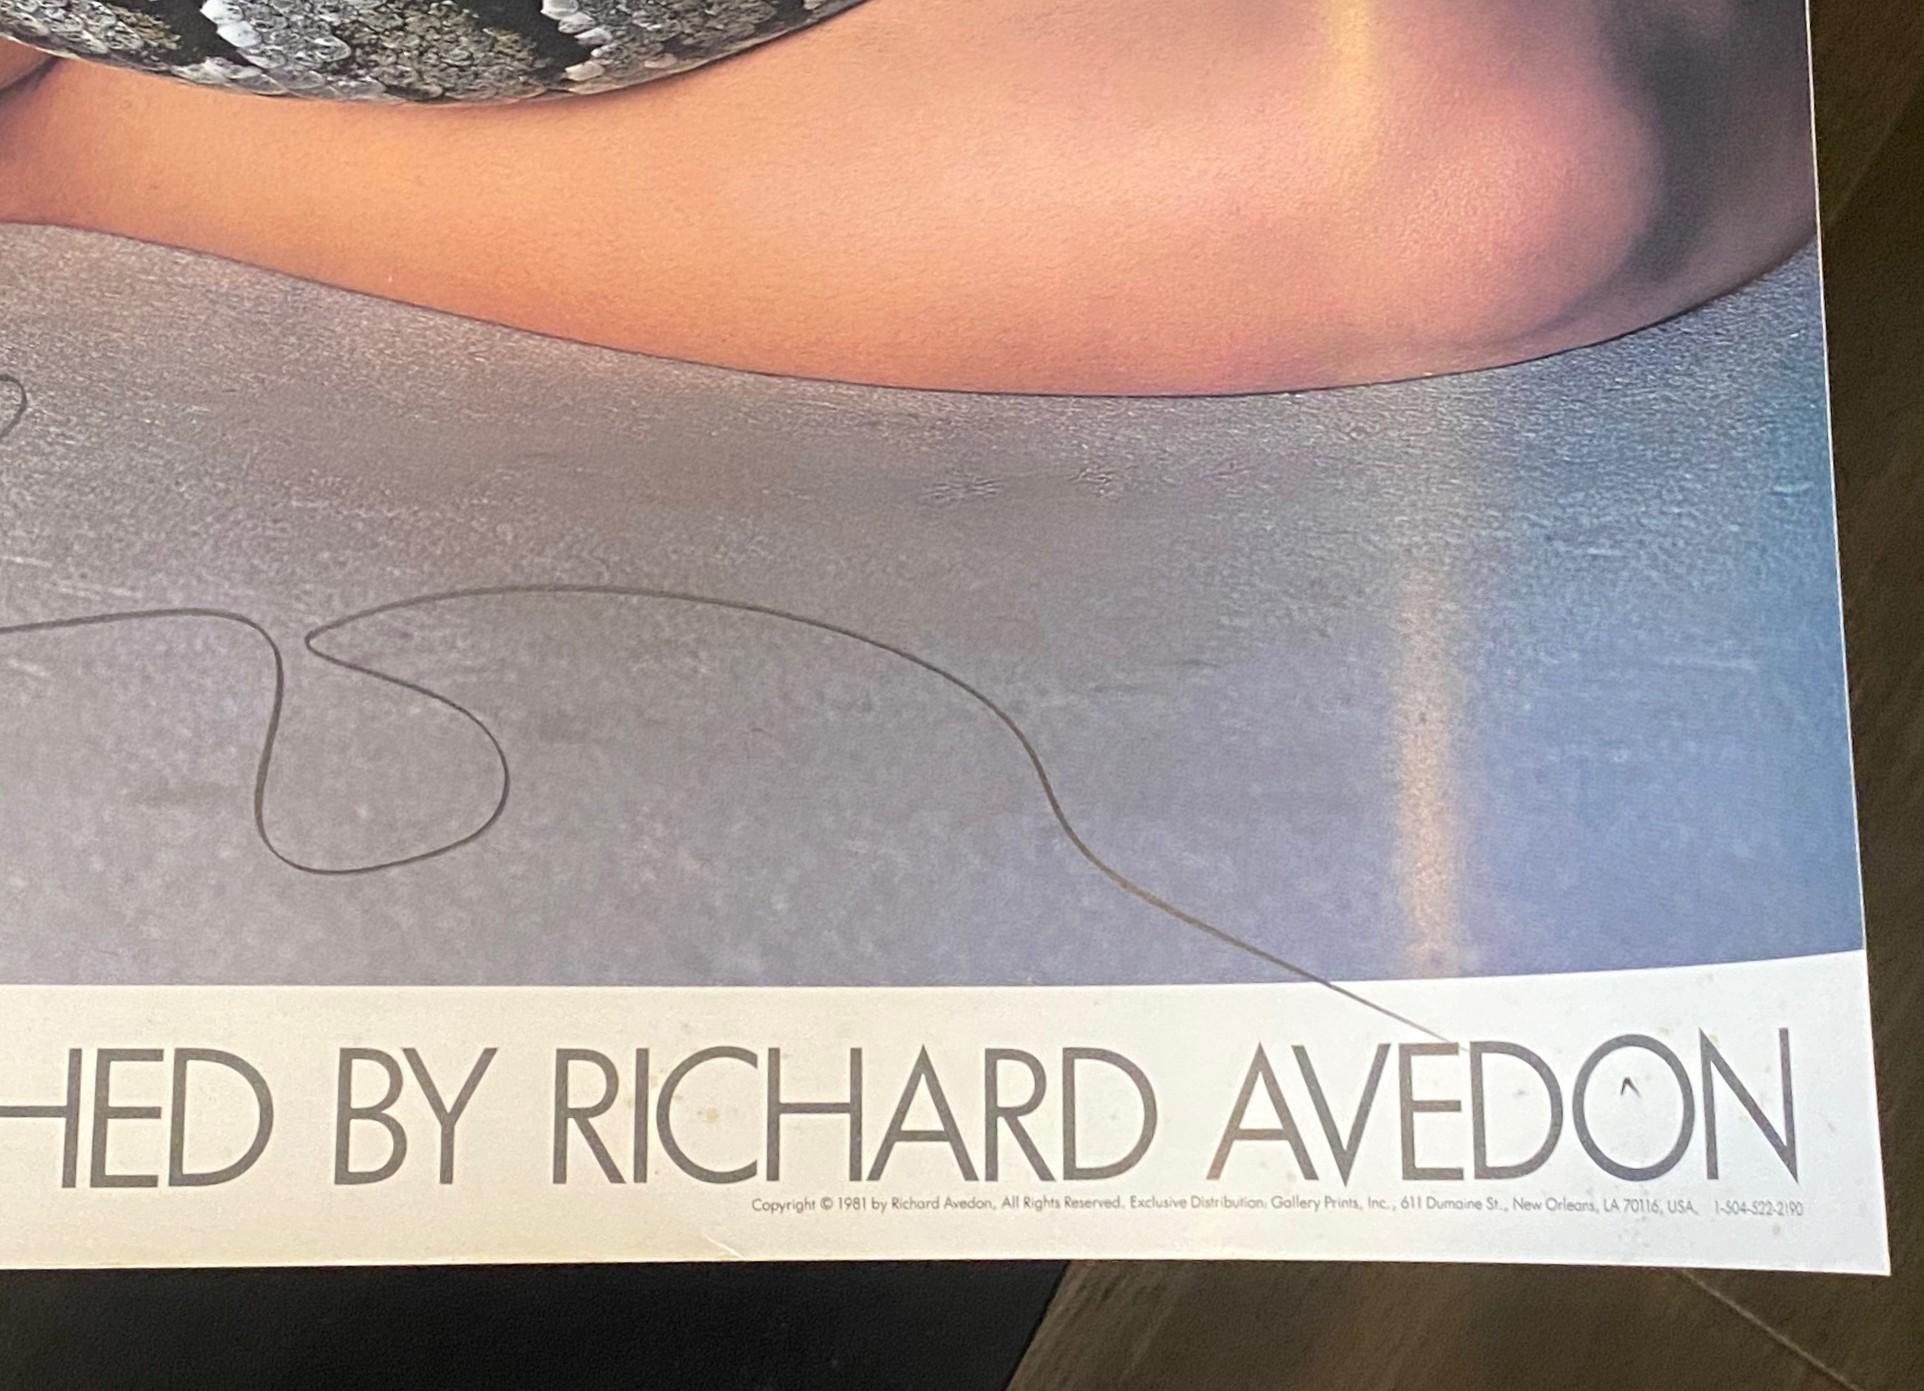 HED BY RICHARD AVEDON
Copyright © 1981 by Richard Avedon, All Rights Reserved. Exclusive Distribution: Gallery Prints, Inc., 611 Dumaine St., New Orleans, LA 70116, USA, 1-504-522-2190